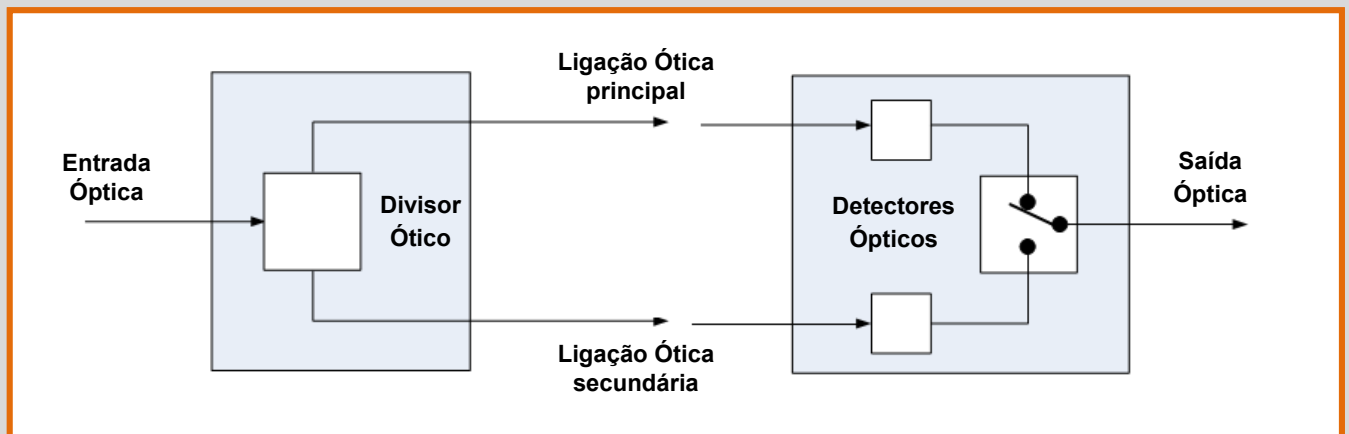 Ligação Ótica
principal
Entrada
Óptica
Divisor
Ótico
Detectores
Ópticos
Saída
Óptica
Ligação Ótica
secundária